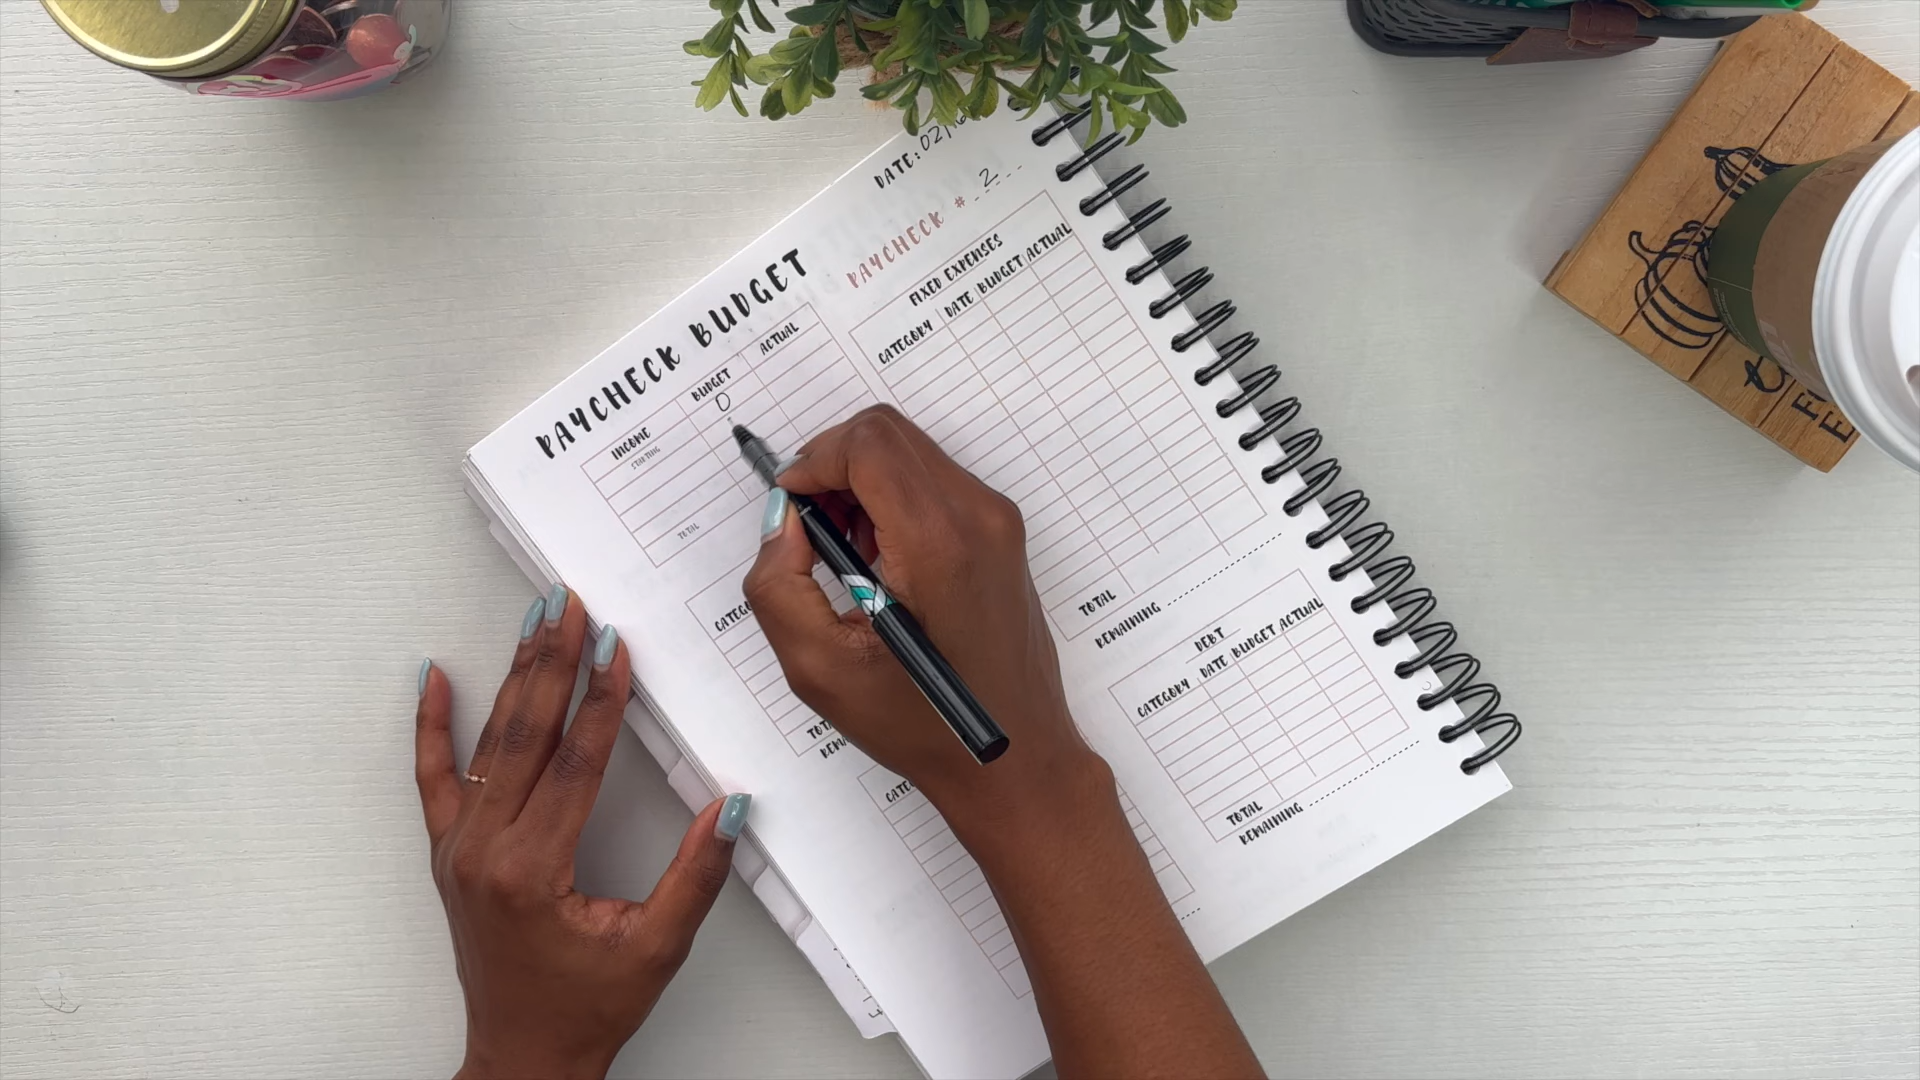 DATE: 02/16
PAYCHECK # 2
PAYCHECK BUDGET
INCOME BUDGET ACTUAL
STARTING 0
TOTAL
FIXED EXPENSES
CATEGORY DATE BUDGET ACTUAL
TOTAL
REMAINING
DEBT
CATEGORY DATE BUDGET ACTUAL
TOTAL
REMAINING